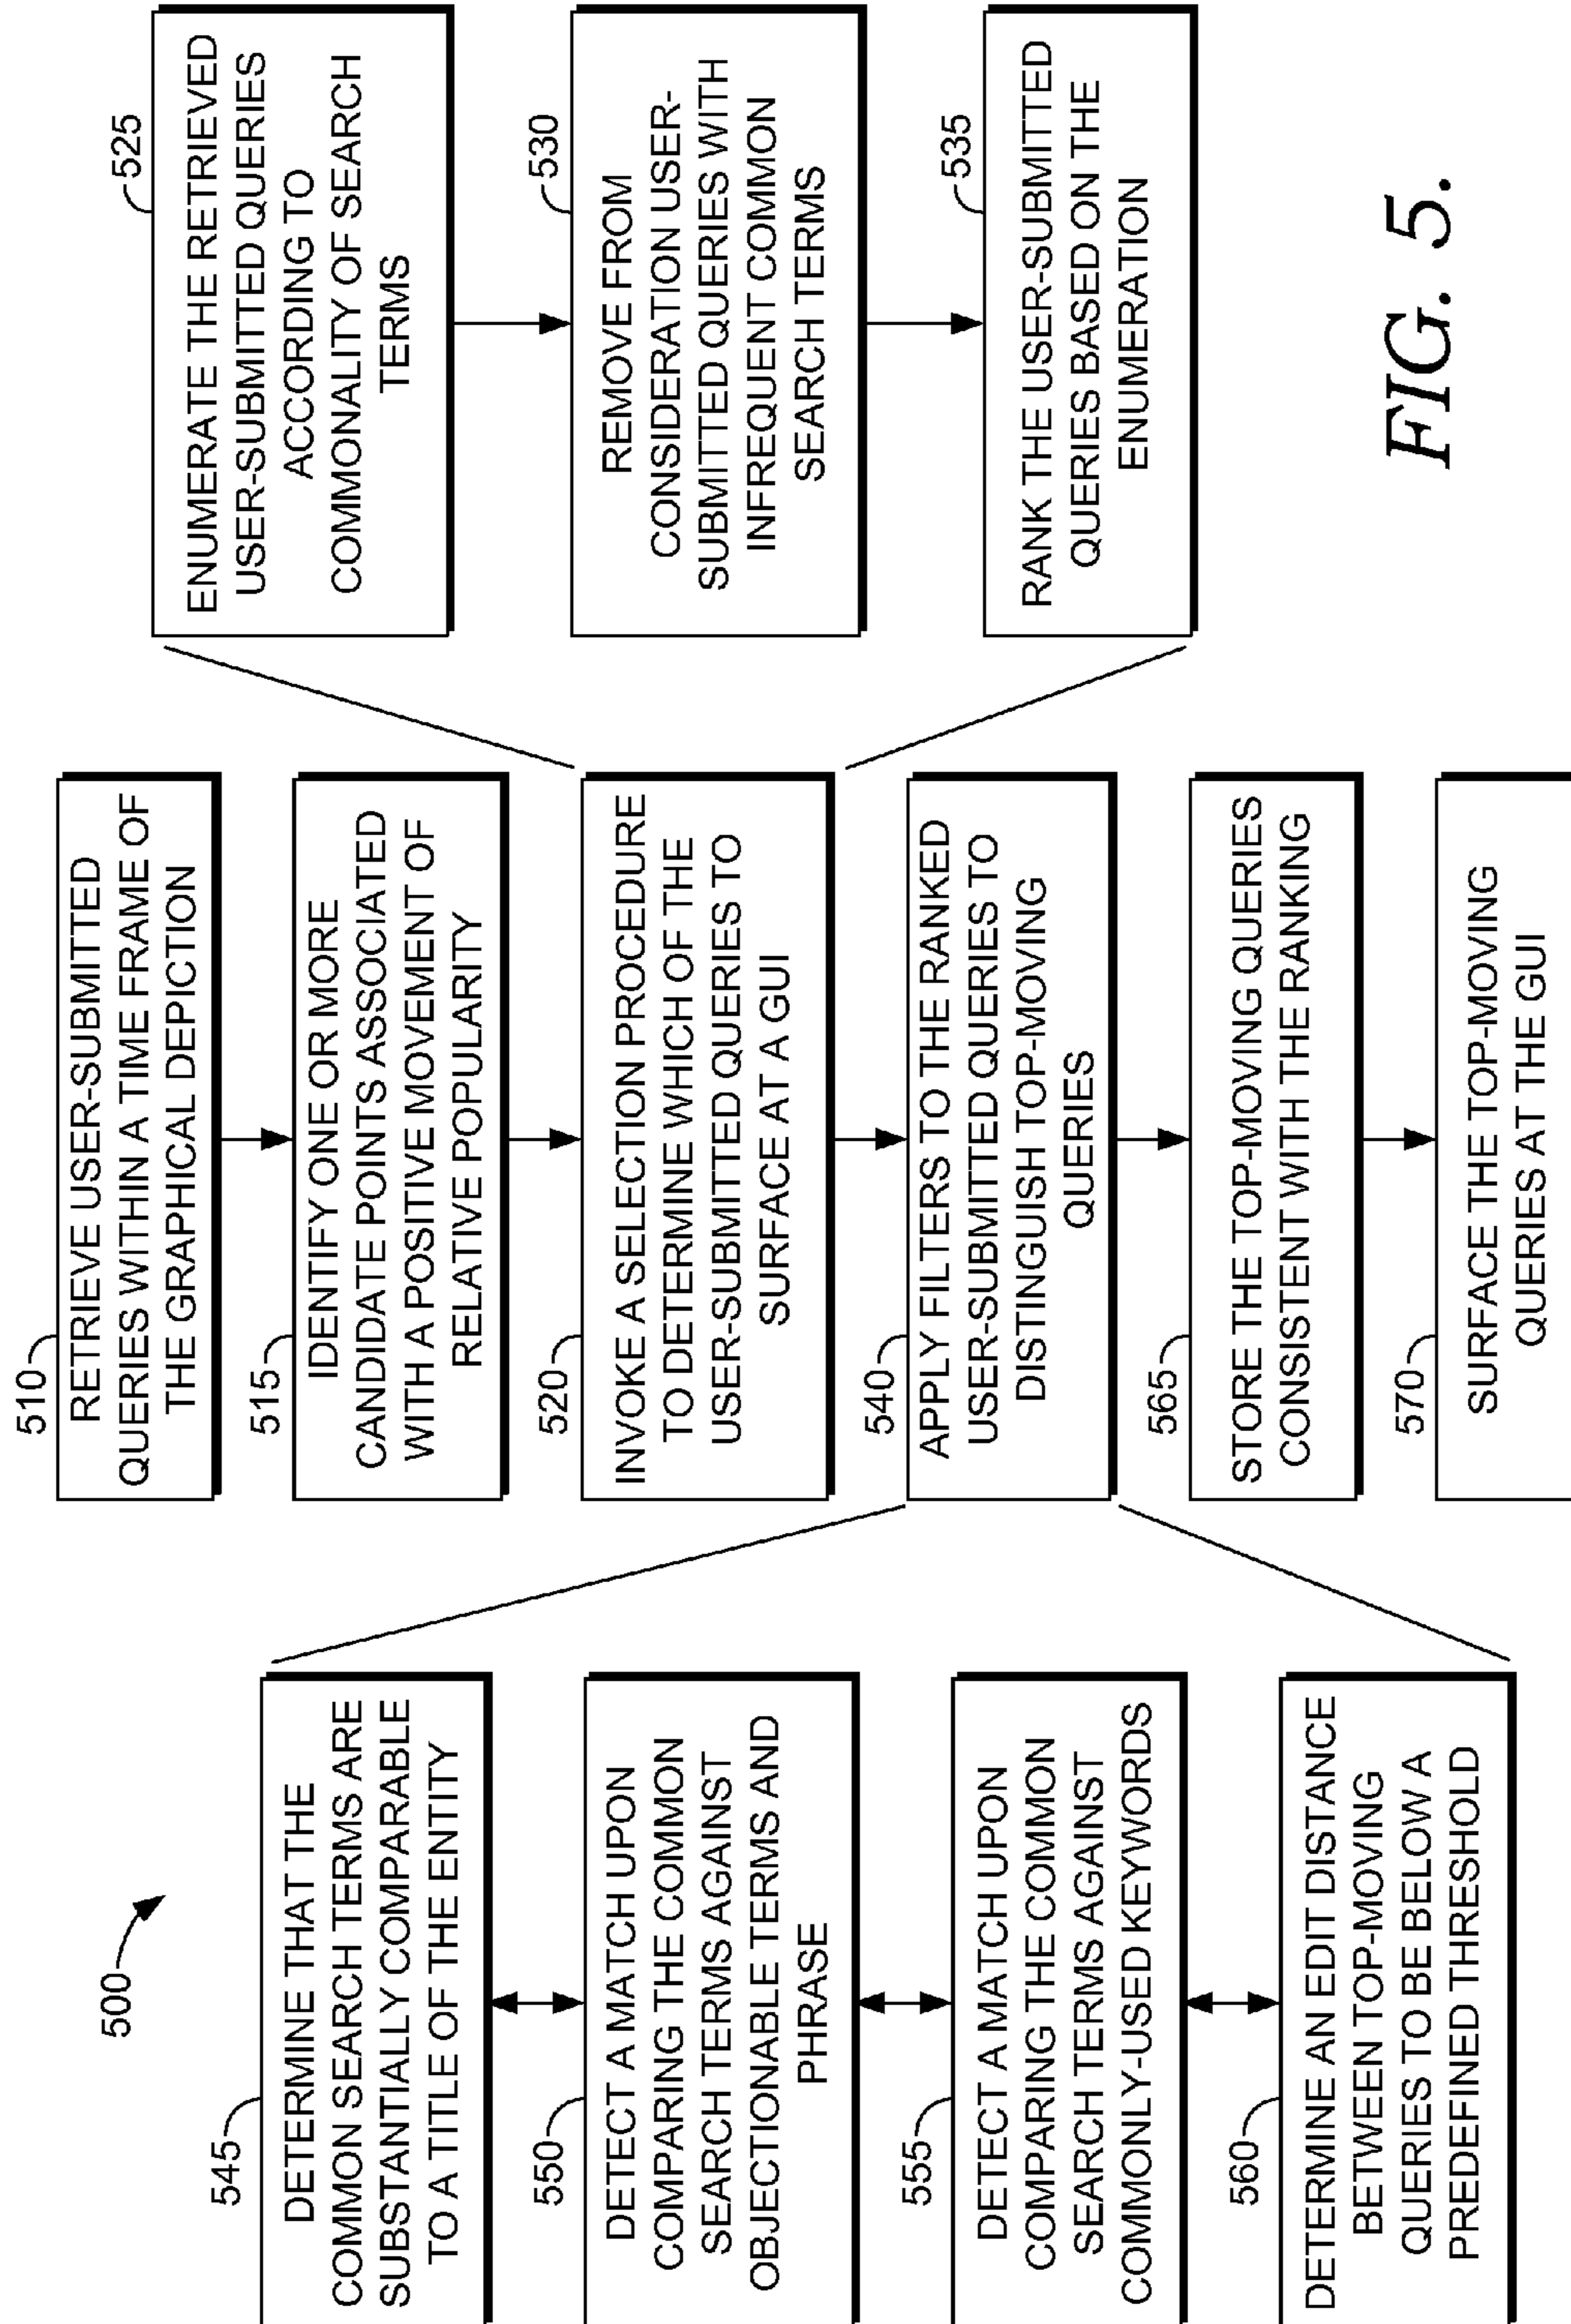 500
545
DETERMINE THAT THE
COMMON SEARCH TERMS ARE
SUBSTANTIALLY COMPARABLE
TO A TITLE OF THE ENTITY
550
DETECT A MATCH UPON
COMPARING THE COMMON
SEARCH TERMS AGAINST
OBJECTIONABLE TERMS AND
PHRASE
555
DETECT A MATCH UPON
COMPARING THE COMMON
SEARCH TERMS AGAINST
COMMONLY-USED KEYWORDS
560
DETERMINE AN EDIT DISTANCE
BETWEEN TOP-MOVING
QUERIES TO BE BELOW A
PREDEFINED THRESHOLD
510
RETRIEVE USER-SUBMITTED
QUERIES WITHIN A TIME FRAME OF
THE GRAPHICAL DEPICTION
515
IDENTIFY ONE OR MORE
CANDIDATE POINTS ASSOCIATED
WITH A POSITIVE MOVEMENT OF
RELATIVE POPULARITY
520
INVOKE A SELECTION PROCEDURE
TO DETERMINE WHICH OF THE
USER-SUBMITTED QUERIES TO
SURFACE AT A GUI
540
APPLY FILTERS TO THE RANKED
USER-SUBMITTED QUERIES TO
DISTINGUISH TOP-MOVING
QUERIES
565
STORE THE TOP-MOVING QUERIES
CONSISTENT WITH THE RANKING
570
SURFACE THE TOP-MOVING
QUERIES AT THE GUI
525
ENUMERATE THE RETRIEVED
USER-SUBMITTED QUERIES
ACCORDING TO
COMMONALITY OF SEARCH
TERMS
530
REMOVE FROM
CONSIDERATION USER-
SUBMITTED QUERIES WITH
INFREQUENT COMMON
SEARCH TERMS
535
RANK THE USER-SUBMITTED
QUERIES BASED ON THE
ENUMERATION
FIG. 5.